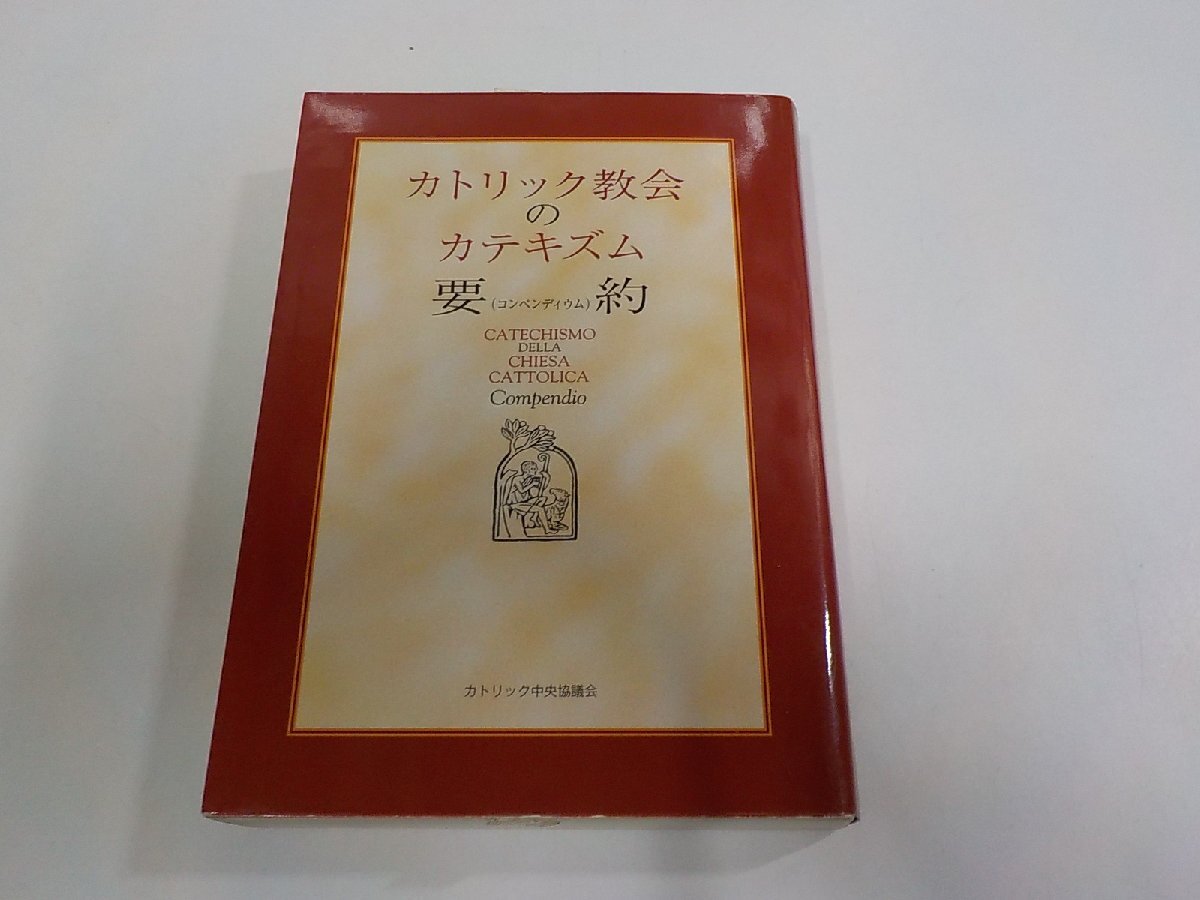 カトリック教会
の
カテキズム
要（コンペンディウム）約
CATECHISMO
DELLA
CHIESA
CATTOLICA
Compendio
カトリック中央協議会